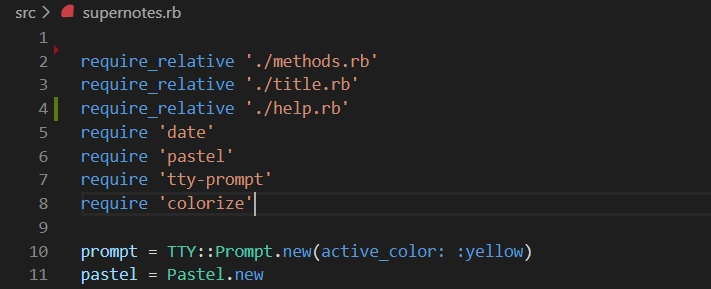 src > supernotes.rb
1
2 require_relative './methods.rb'
3 require_relative './title.rb'
4 require_relative './help.rb'
5 require 'date'
6 require 'pastel'
7 require 'tty-prompt'
8 require 'colorize'
9
10 prompt = TTY::Prompt.new(active_color: :yellow)
11 pastel = Pastel.new